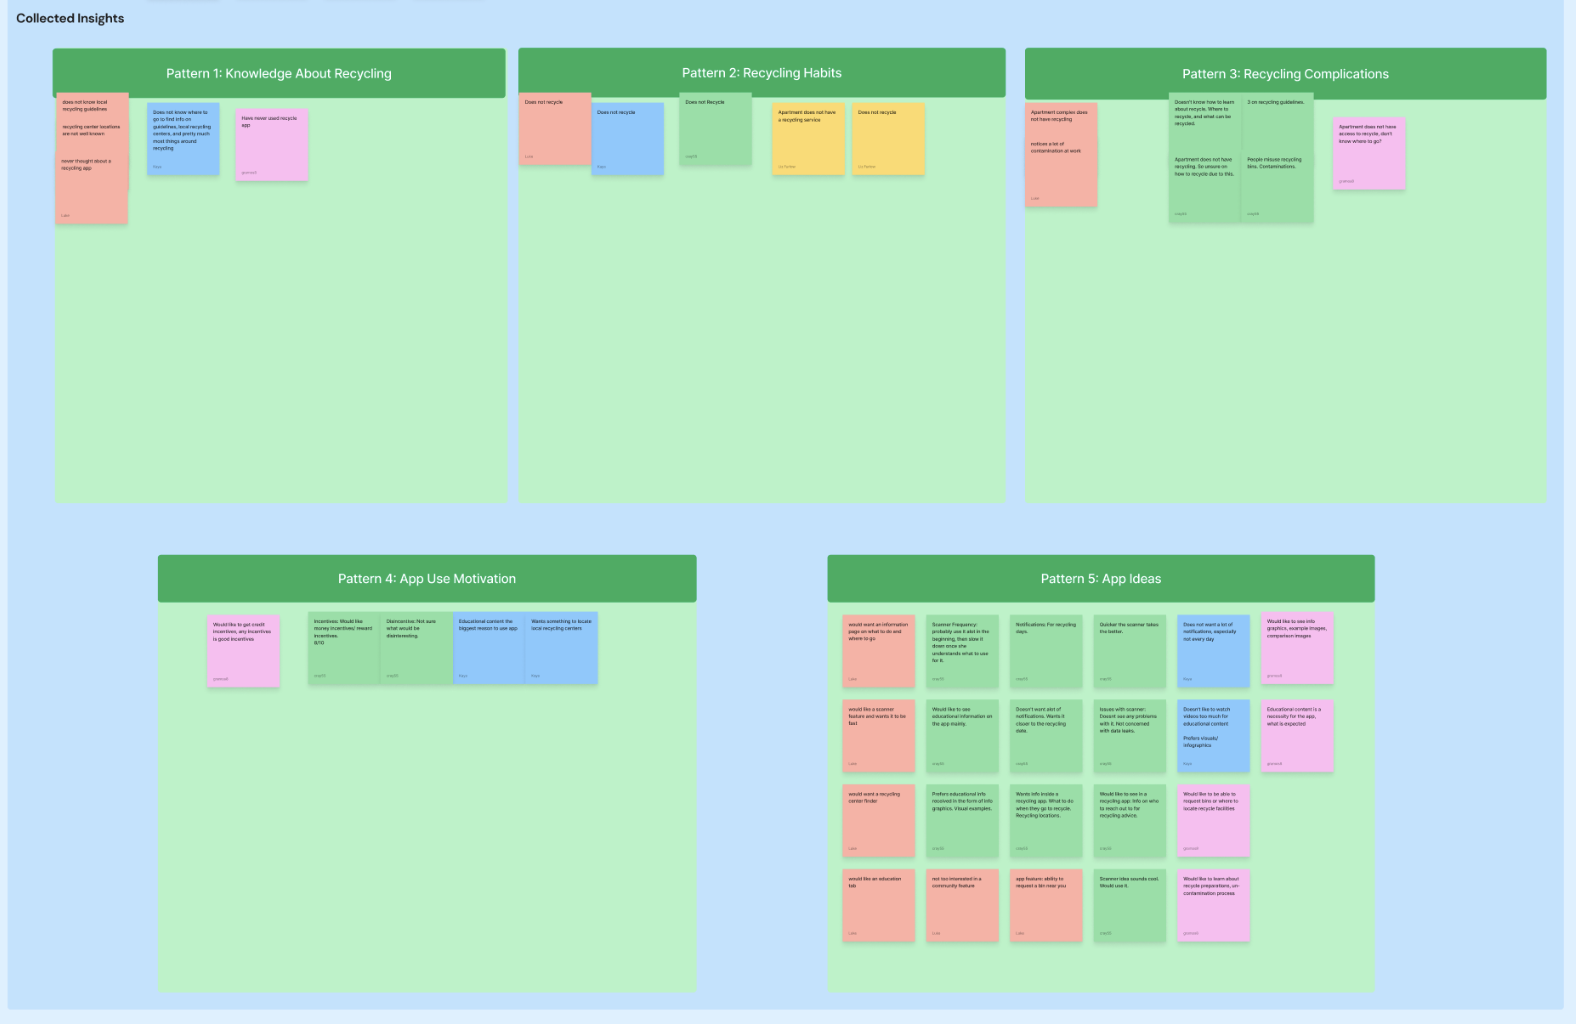 Collected Insights
Pattern 1: Knowledge About Recycling
does not know local
recycling guidelines
recycling center locations
are not well known
never thought about a
recycling app
Luke
Does not know where to
go to find info on
guidelines, local recycling
centers, and pretty much
most things around
recycling
Have never used recycle
app
Pattern 2: Recycling Habits
Does not recycle
Luke
Does not recycle
Does not Recycle
Apartment does not have
a recycling service
Does not recycle
Pattern 3: Recycling Complications
Apartment complex does
not have recycling
notices a lot of
contamination at work
Luke
Doesn't know how to learn
about recycle. Where to
recycle, and what can be
recycled.
3 on recycling guidelines.
Apartment does not have
recycling. So unsure on
how to recycle due to this.
People misuse recycling
bins. Contaminations.
Apartment does not have
access to recycle, don't
know where to go?
Pattern 4: App Use Motivation
Would like to get credit
incentives, any incentives
is good incentives
Incentives: Would like
money incentives/ reward
incentives.
9/10
Disincentive: Not sure
what would be
disinteresting.
Educational content the
biggest reason to use app
Wants something to locate
local recycling centers
Pattern 5: App Ideas
would want an information
page on what to do and
where to go
Luke
Scanner Frequency:
probably use it alot in the
beginning, then slow it
down once she
understands what to use
for it.
Notifications: For recycling
days.
Quicker the scanner takes
the better.
Does not want a lot of
notifications, especially
not every day
Would like to see info
graphics, example images,
comparison images
would like a scanner
feature and wants it to be
fast
Luke
Would like to see
educational information on
the app mainly.
Doesn't want alot of
notifications. Wants it
closer to the recycling
date.
Issues with scanner:
Doesnt see any problems
with it. Not concerned
with data leaks.
Doesn't like to watch
videos too much for
educational content
Prefers visuals/
infographics
Educational content is a
necessity for the app,
what is expected
would want a recycling
center finder
Luke
Prefers educational info
received in the form of info
graphics. Visual examples.
Wants info inside a
recycling app. What to do
when they go to recycle.
Recycling locations.
Would like to see in a
recycling app: info on who
to reach out to for
recycling advice.
Would like to be able to
request bins or where to
locate recycle facilities
would like an education
tab
Luke
not too interested in a
community feature
Luke
app feature: ability to
request a bin near you
Luke
Scanner idea sounds cool.
Would use it.
Would like to learn about
recycle preparations, un-
contamination process